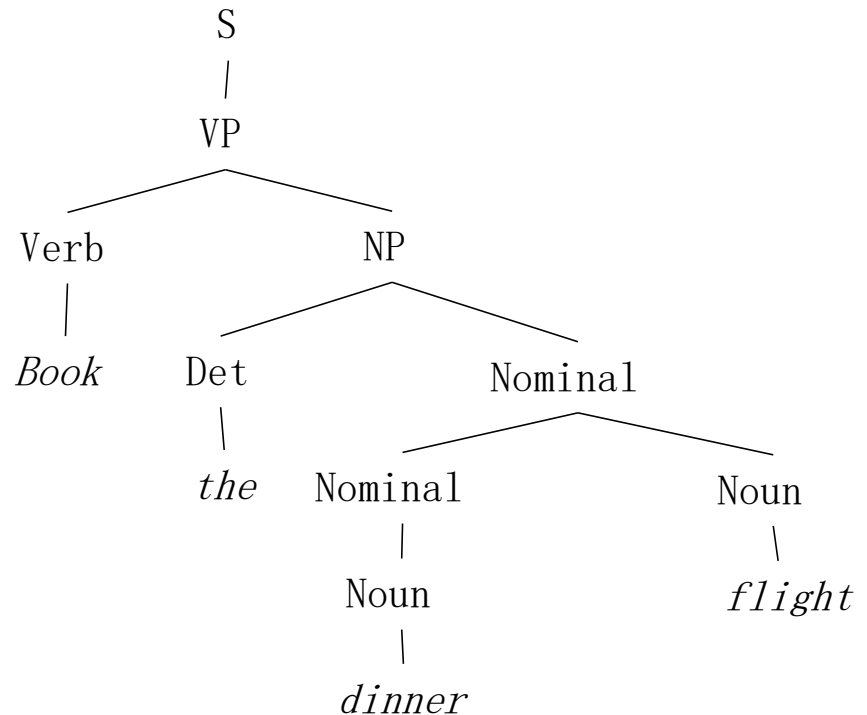 S
VP
Verb NP
Book Det Nominal
the Nominal Noun
Noun flight
dinner